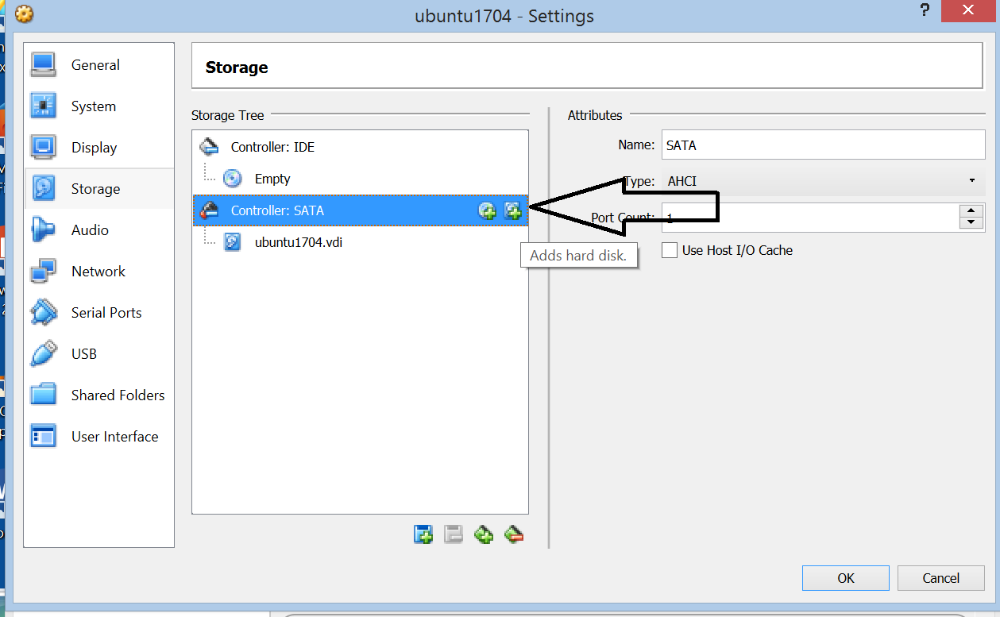 ubuntu1704 - Settings
?
General
System
Display
Storage
Audio
Network
Serial Ports
USB
Shared Folders
User Interface
Storage
Storage Tree
Controller: IDE
Empty
Controller: SATA
ubuntu1704.vdi
Adds hard disk.
Attributes
Name: SATA
Type: AHCI
Port Count: 1
Use Host I/O Cache
OK
Cancel